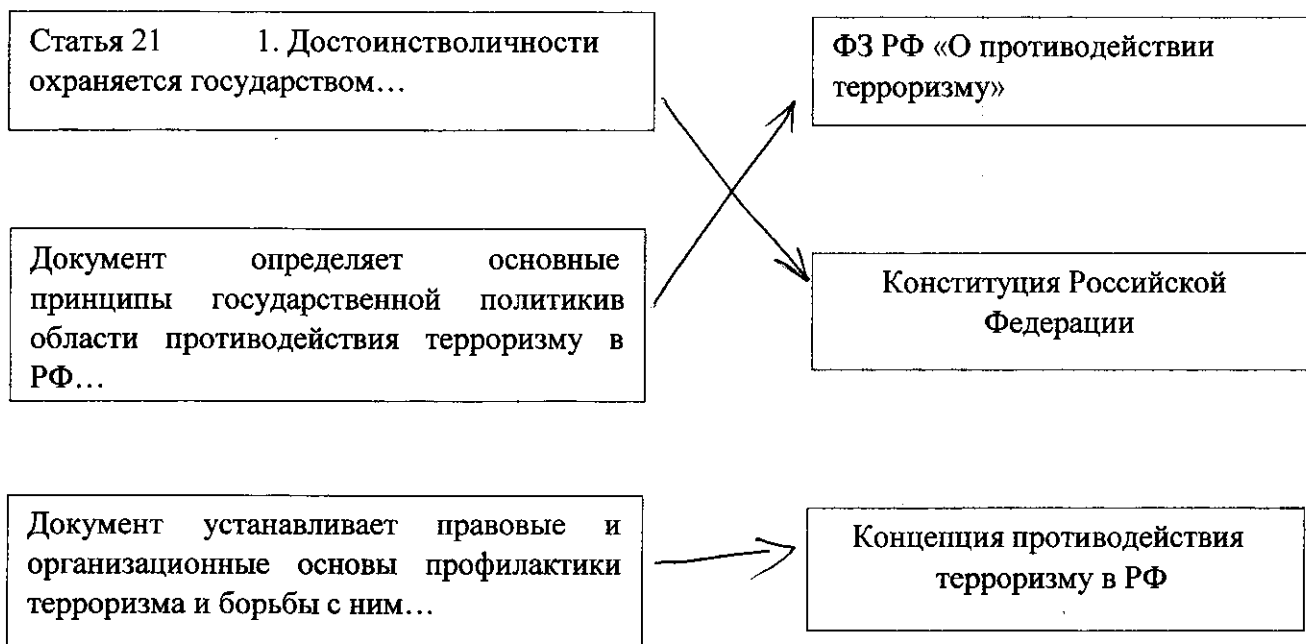 Статья 21 1. Достоинстволичности
охраняется государством…
ФЗ РФ «О противодействии
терроризму»
Документ определяет основные
принципы государственной политикив
области противодействия терроризму в
РФ…
Конституция Российской
Федерации
Документ устанавливает правовые и
организационные основы профилактики
терроризма и борьбы с ним…
Концепция противодействия
терроризму в РФ